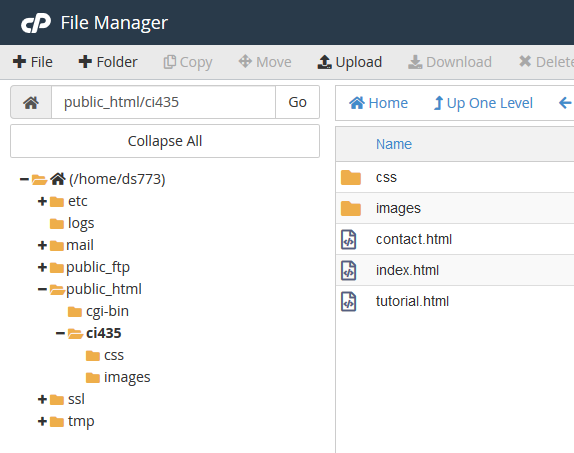 cP File Manager
File Folder Copy Move Upload Download Delete
public_html/ci435 Go
Home Up One Level
Collapse All
Name
(/home/ds773)
etc
logs
mail
public_ftp
public_html
cgi-bin
ci435
css
images
ssl
tmp
css
images
contact.html
index.html
tutorial.html